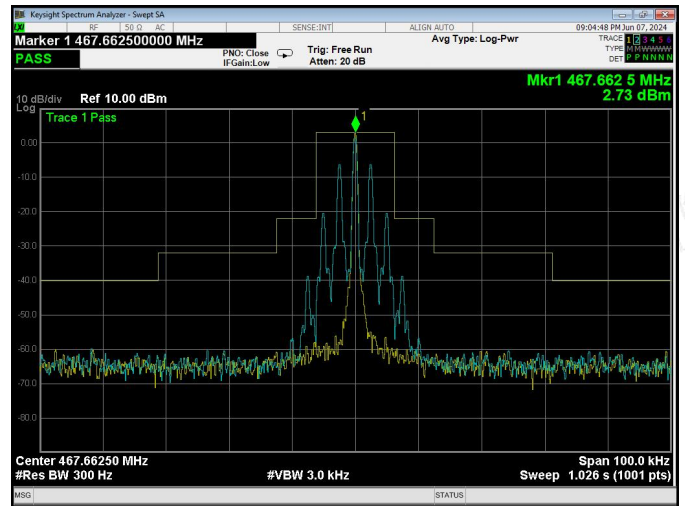 Keysight Spectrum Analyzer - Swept SA
LXI RF 50 Ω AC SENSE:INT ALIGN AUTO 09:04:48 PM Jun 07, 2024
Marker 1 467.662500000 MHz Avg Type: Log-Pwr TRACE 1 2 3 4 5 6
PNO: Close Trig: Free Run TYPE M M W W W W
PASS IFGain:Low Atten: 20 dB DET P P N N N N
Mkr1 467.662 5 MHz
10 dB/div Ref 10.00 dBm 2.73 dBm
Log
Trace 1 Pass
1
0.00
-10.0
-20.0
-30.0
-40.0
-50.0
-60.0
-70.0
-80.0
Center 467.66250 MHz Span 100.0 kHz
#Res BW 300 Hz #VBW 3.0 kHz Sweep 1.026 s (1001 pts)
MSG STATUS